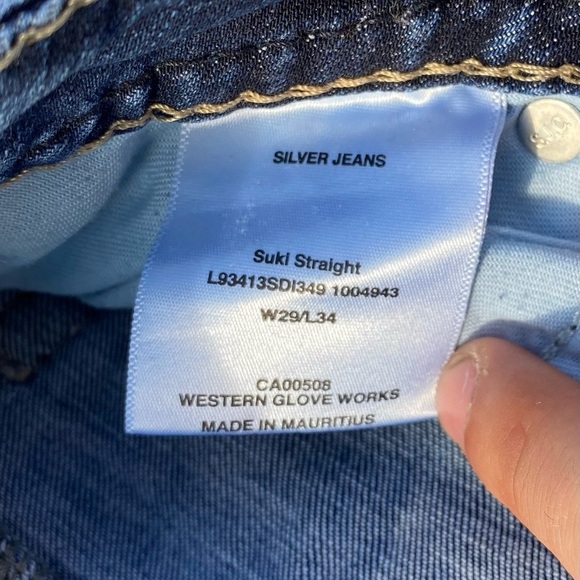 SILVER JEANS
Suki Straight
L93413SDI349 1004943
W29/L34
CA00508
WESTERN GLOVE WORKS
MADE IN MAURITIUS